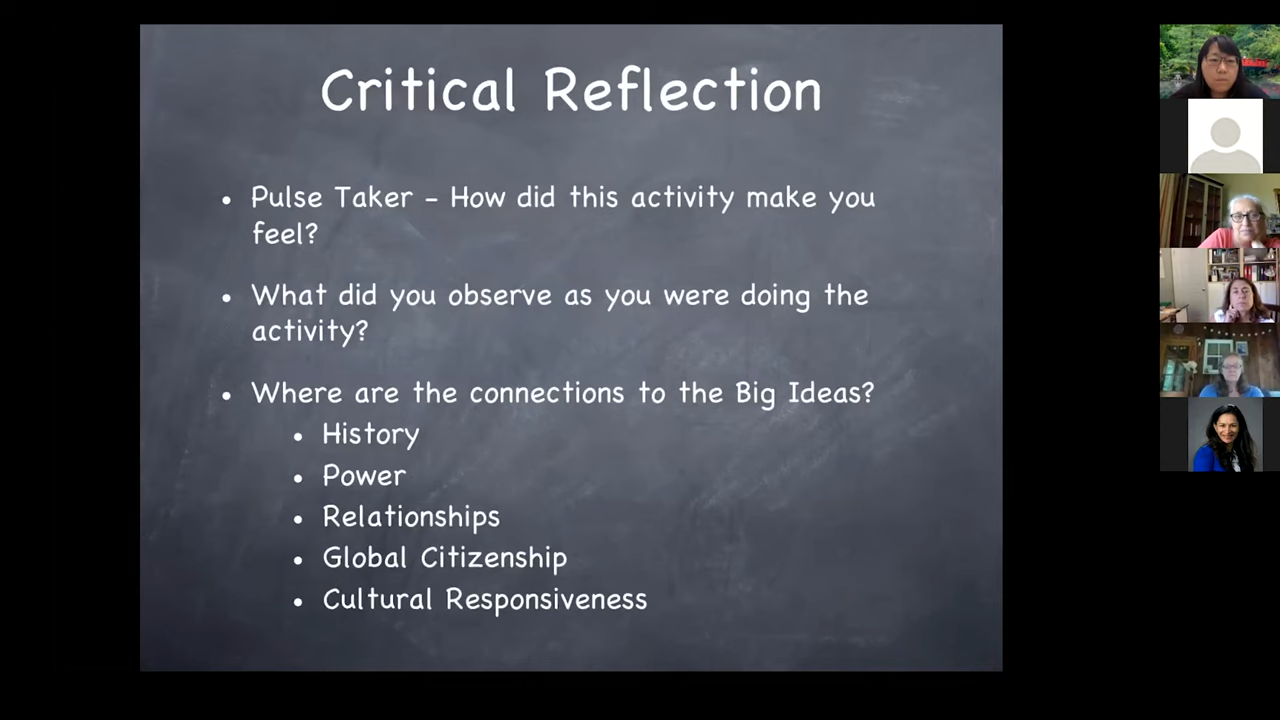 Critical Reflection
• Pulse Taker – How did this activity make you
feel?
• What did you observe as you were doing the
activity?
• Where are the connections to the Big Ideas?
• History
• Power
• Relationships
• Global Citizenship
• Cultural Responsiveness